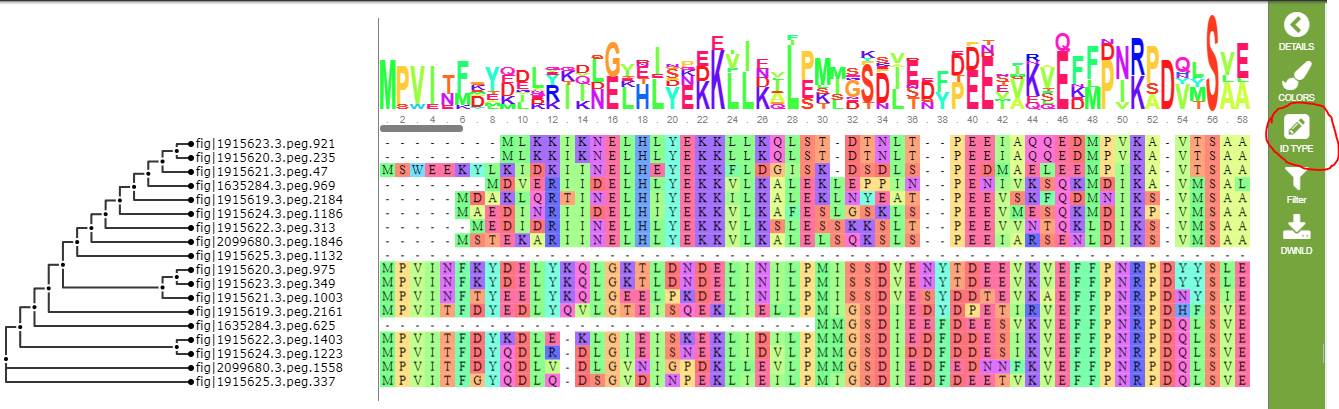 DETAILS
COLORS
ID TYPE
Filter
DWNLD
2 4 6 8 10 12 14 16 18 20 22 24 26 28 30 32 34 36 38 40 42 44 46 48 50 52 54 56 58
fig|1915623.3.peg.921 - - - - - - - - M L K K I K N E L H L Y E K K L L K Q L S T - D T N L T - - P E E I A Q Q E D M P V K A - V T S A A
fig|1915620.3.peg.235 - - - - - - - - M L K K I K N E L H L Y E K K L L K Q L S T - D T N L T - - P E E I A Q Q E D M P V K A - V T S A A
fig|1915621.3.peg.47 M S W E E K Y L K I D K I I N E L H E Y E K K F L D G I S K - D S D L T - - P E N I M A E L E E M D I K S - V T S A A
fig|1635284.3.peg.969 - - - - - - - M D V E R I I D E L H I Y E K K V L K A L E K L E P P I N - - P E N I V K S Q K M D I K A - V M S A L
fig|1915619.3.peg.2184 - - - - - M D A K L Q R T I N E L H L Y E K K V L K A L E K L N Y E A T - - P E E V S K F Q D M N I K S - V M S A A
fig|1915624.3.peg.1186 - - - - - M A E D I N R I I D E L H I Y E K K V L K A F E S L G S K L S - - P E E V M E S Q K M D I K P - V M S A A
fig|1915622.3.peg.313 - - - - - - M E D I D R I I D E L H I Y E K K V L K S L E S S K K S L T - - P E E V V N T Q K L D I K S - V M S A A
fig|2099680.3.peg.1846 - - - - - M S T E K A R I I N E L H L Y E K K V L K A L E L S Q K S L S - - P E E I A R S E N L D I K S - V M S A A
fig|1915625.3.peg.1132
fig|1915620.3.peg.975 M P V I N F K Y D E L Y K Q L G K T L D N D E L I N I L P M I S S D V E N Y T D E E V K V E F F P N R P D Y Y S L E
fig|1915623.3.peg.349 M P V I N F K Y D E L Y K Q L G K T L D N D E L I N I L P M I S S D V E N Y T D E E V K V E F F P N R P D Y Y S L E
fig|1915621.3.peg.1003 M P V I N F T Y E E L Y K Q L G E E L P K D E L I N I L P M I S S D V E S Y D D T E V K A E F F P N R P D N Y S I E
fig|1915619.3.peg.2161 M P V I T F D Y E D L Y Q V L G T E I S Q E K L I E L L P M I S S D I E D Y D P E T I R V E F F P N R P D H F S V E
fig|1635284.3.peg.625 - - - - - - - - - - - - - - - - - - - - - - - - - - - - - M M G S D I E E F D E E S V K V E F F P N R P D Q L S V E
fig|1915622.3.peg.1403 M P V I T F D Y K D L E - K L G I E I S K E K L I D I L P M M G S D I E D F D D E S I K V E F F P N R P D Q L S V E
fig|1915624.3.peg.1223 M P V I T F D Y Q D L R - D L G I E I S N E K L I D V L P M M G S D I E D F D D E S I K V E F F P N R P D Q L S V E
fig|2099680.3.peg.1558 M P V I T F D Y Q D L V - D L G V N I G P D K L L E V L P M M G S D I E D F E D N N F K V E F F P N R P D Q L S V E
fig|1915625.3.peg.337 M P V I T F G Y Q D L Q - D S G V D I N P E K L I E I L P M I G S D I E D F D E E T V K V E F F P N R P D Q L S V E